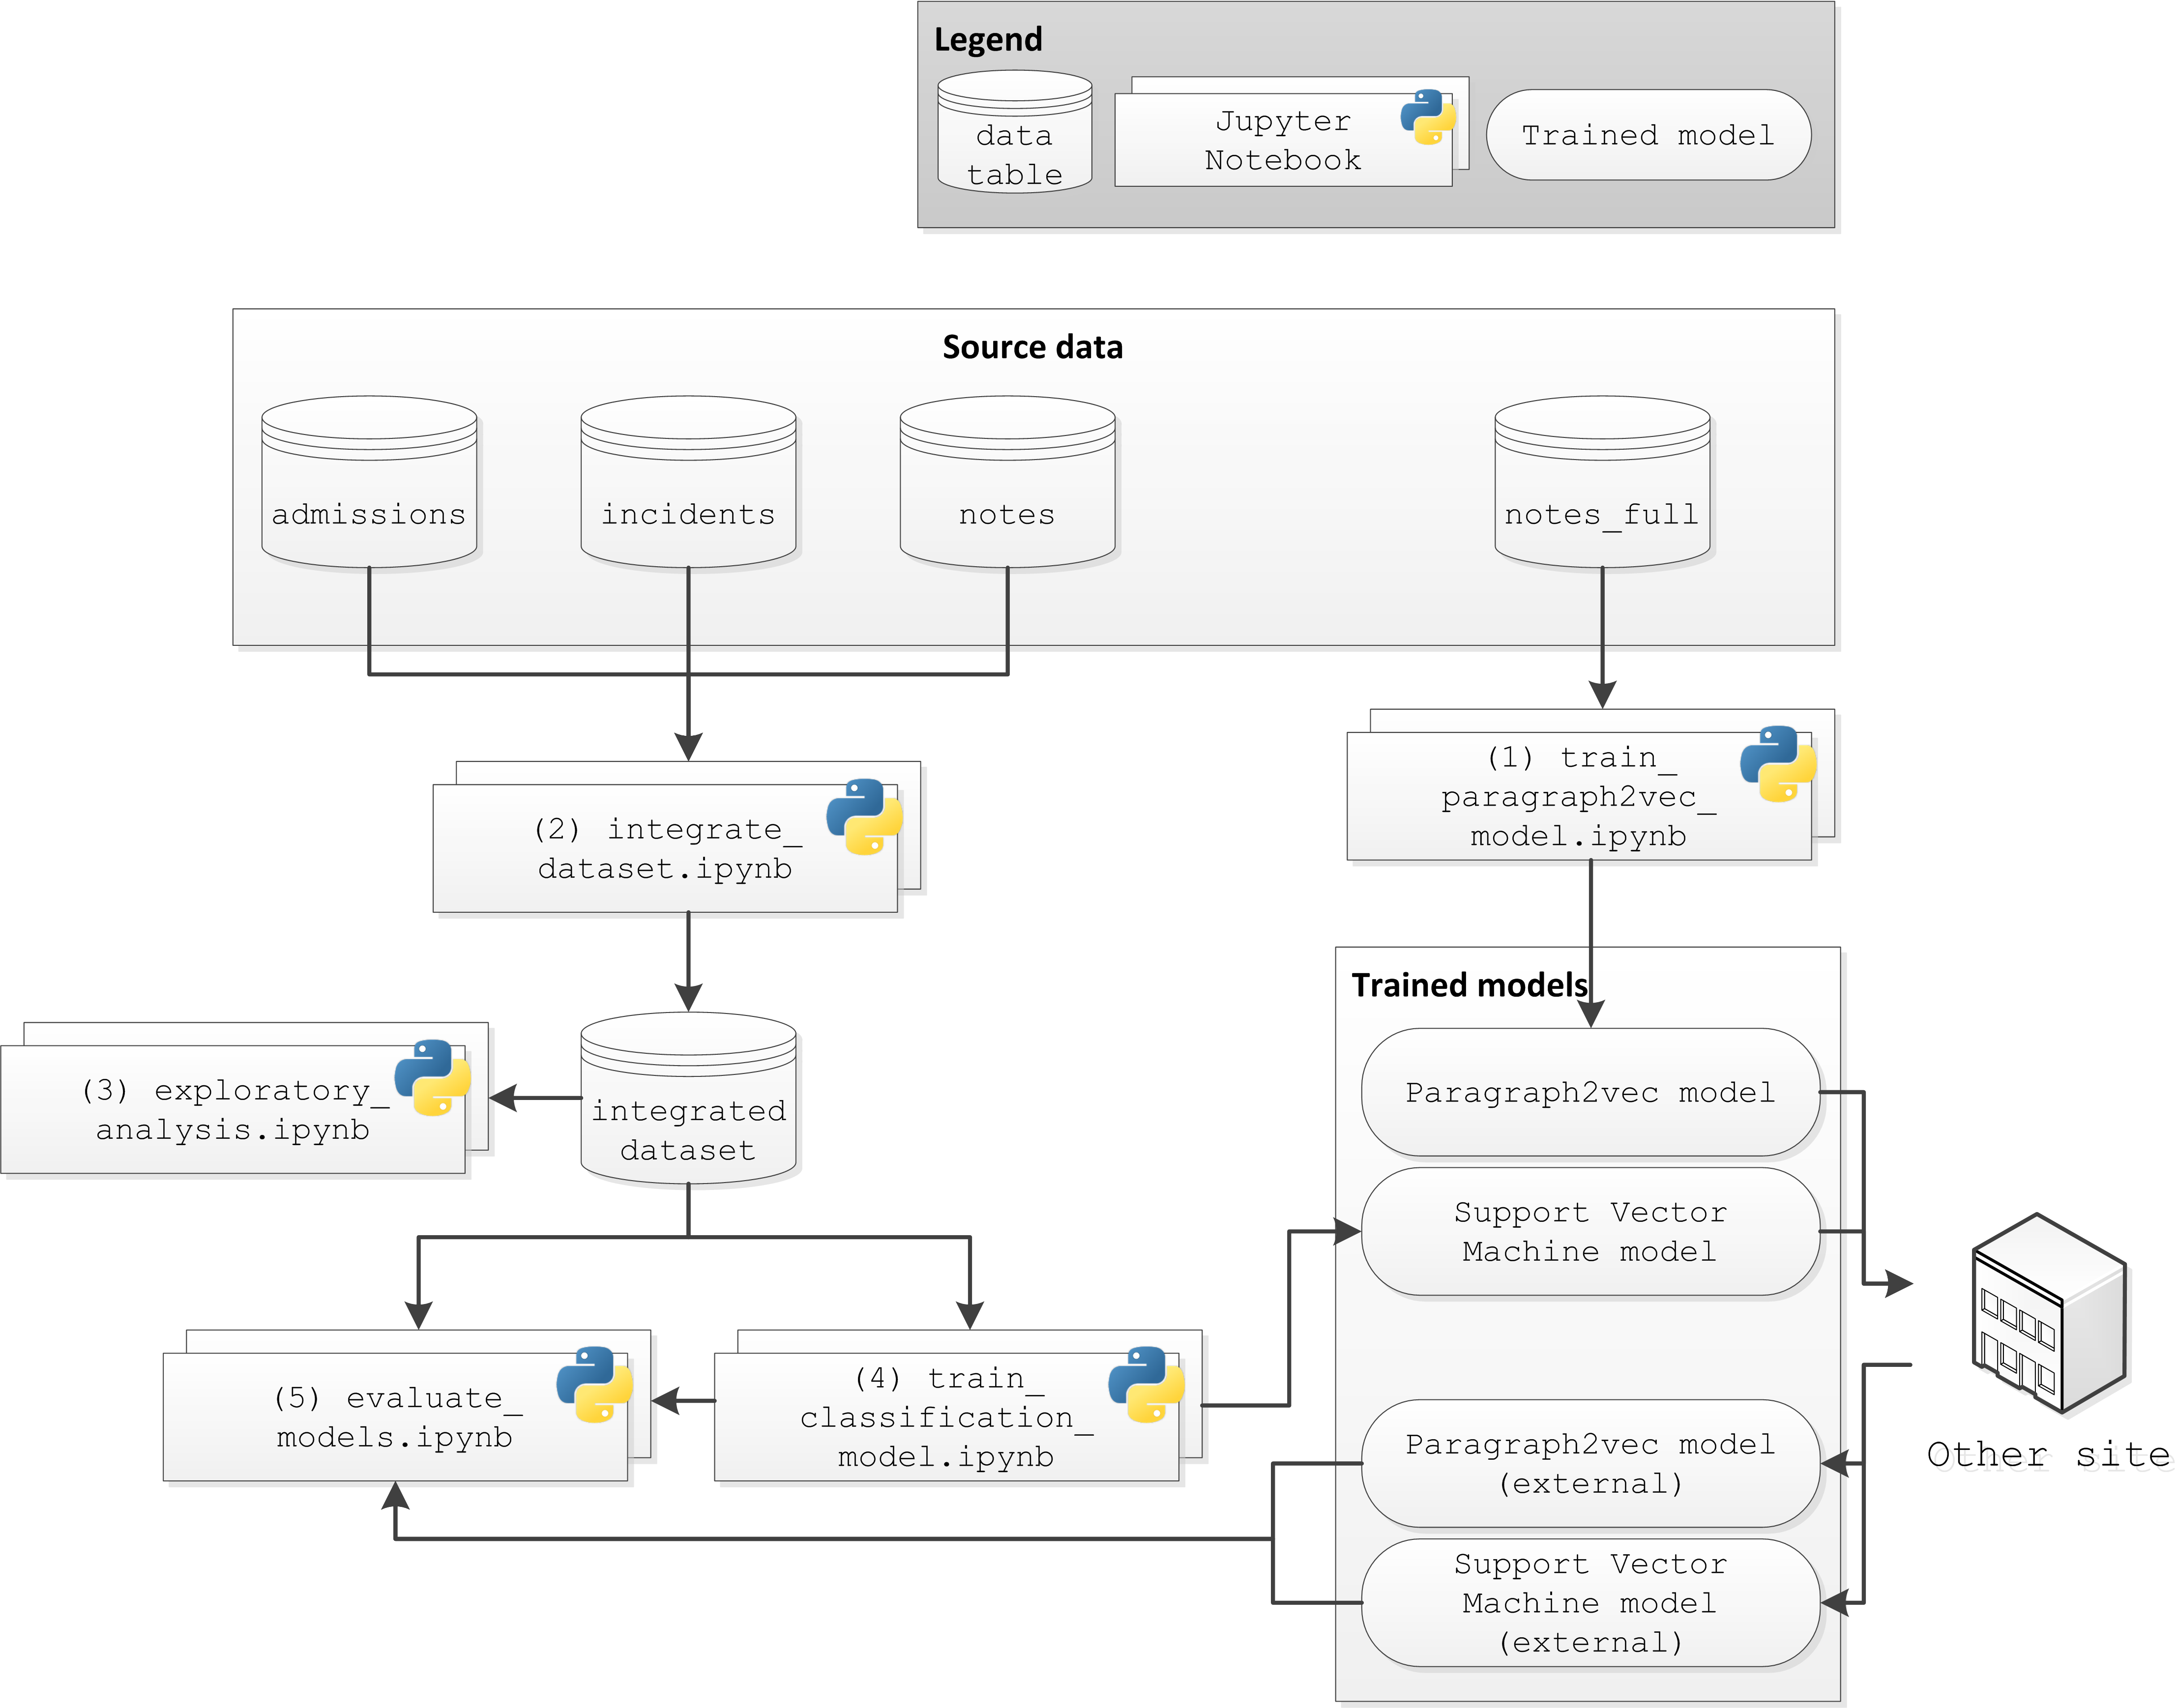 Legend
data
table
Jupyter
Notebook
Trained model
Source data
admissions
incidents
notes
notes_full
(1) train_
paragraph2vec_
model.ipynb
(2) integrate_
dataset.ipynb
Trained models
(3) exploratory_
analysis.ipynb
integrated
dataset
Paragraph2vec model
Support Vector
Machine model
(5) evaluate_
models.ipynb
(4) train_
classification_
model.ipynb
Paragraph2vec model
(external)
Other site
Support Vector
Machine model
(external)